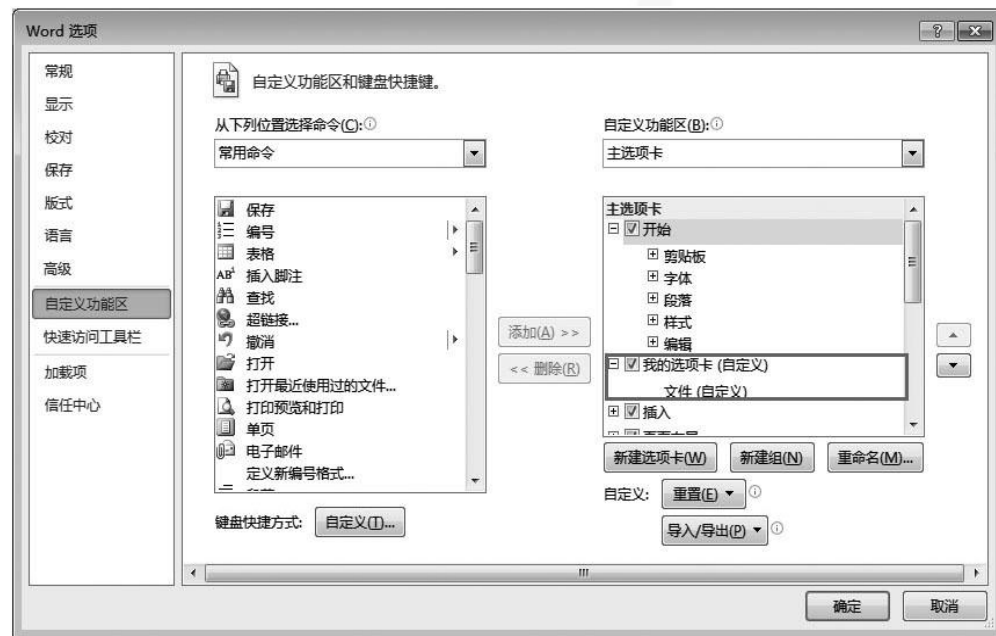 Word 选项
常规
显示
校对
保存
版式
语言
高级
自定义功能区
快速访问工具栏
加载项
信任中心
自定义功能区和键盘快捷键。
从下列位置选择命令(C):
常用命令
保存
编号
表格
插入脚注
查找
超链接...
撤消
打开
打开最近使用过的文件...
打印预览和打印
单页
电子邮件
定义新编号格式...
键盘快捷方式:
自定义(T)...
添加(A) >>
<< 删除(R)
自定义功能区(B):
主选项卡
主选项卡
开始
剪贴板
字体
段落
样式
编辑
我的选项卡 (自定义)
文件 (自定义)
插入
新建选项卡(W)
新建组(N)
重命名(M)...
自定义:
重置(E)
导入/导出(P)
确定
取消